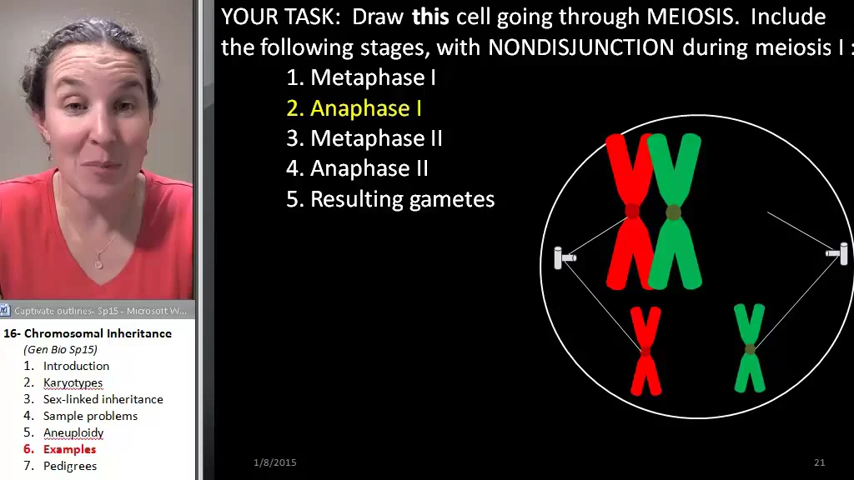 YOUR TASK:  Draw this cell going through MEIOSIS.  Include
the following stages, with NONDISJUNCTION during meiosis I :
1. Metaphase I
2. Anaphase I
3. Metaphase II
4. Anaphase II
5. Resulting gametes
Captivate outlines- Sp15 - Microsoft W...
16- Chromosomal Inheritance
(Gen Bio Sp15)
1. Introduction
2. Karyotypes
3. Sex-linked inheritance
4. Sample problems
5. Aneuploidy
6. Examples
7. Pedigrees
1/8/2015
21